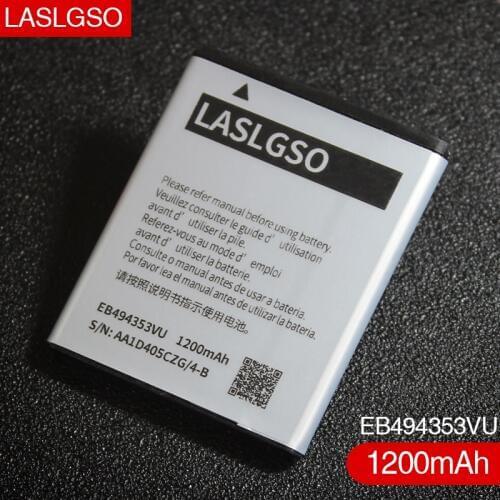 LASLGSO
LASLGSO
Please refer manual before using battery.
Veuillez consulter le guide d' utilisation
avant d' utiliser la pile.
Referez-vous au mode d' emploi
avant d' utiliser la batterie.
Consulte o manual antes de utilizar a bateria.
Por favor lea el manual antes de utilizar la bateria.
请按照说明书指示使用电池。
EB494353VU 1200mAh
S/N: AA1D405CZG/4-B
EB494353VU
1200mAh